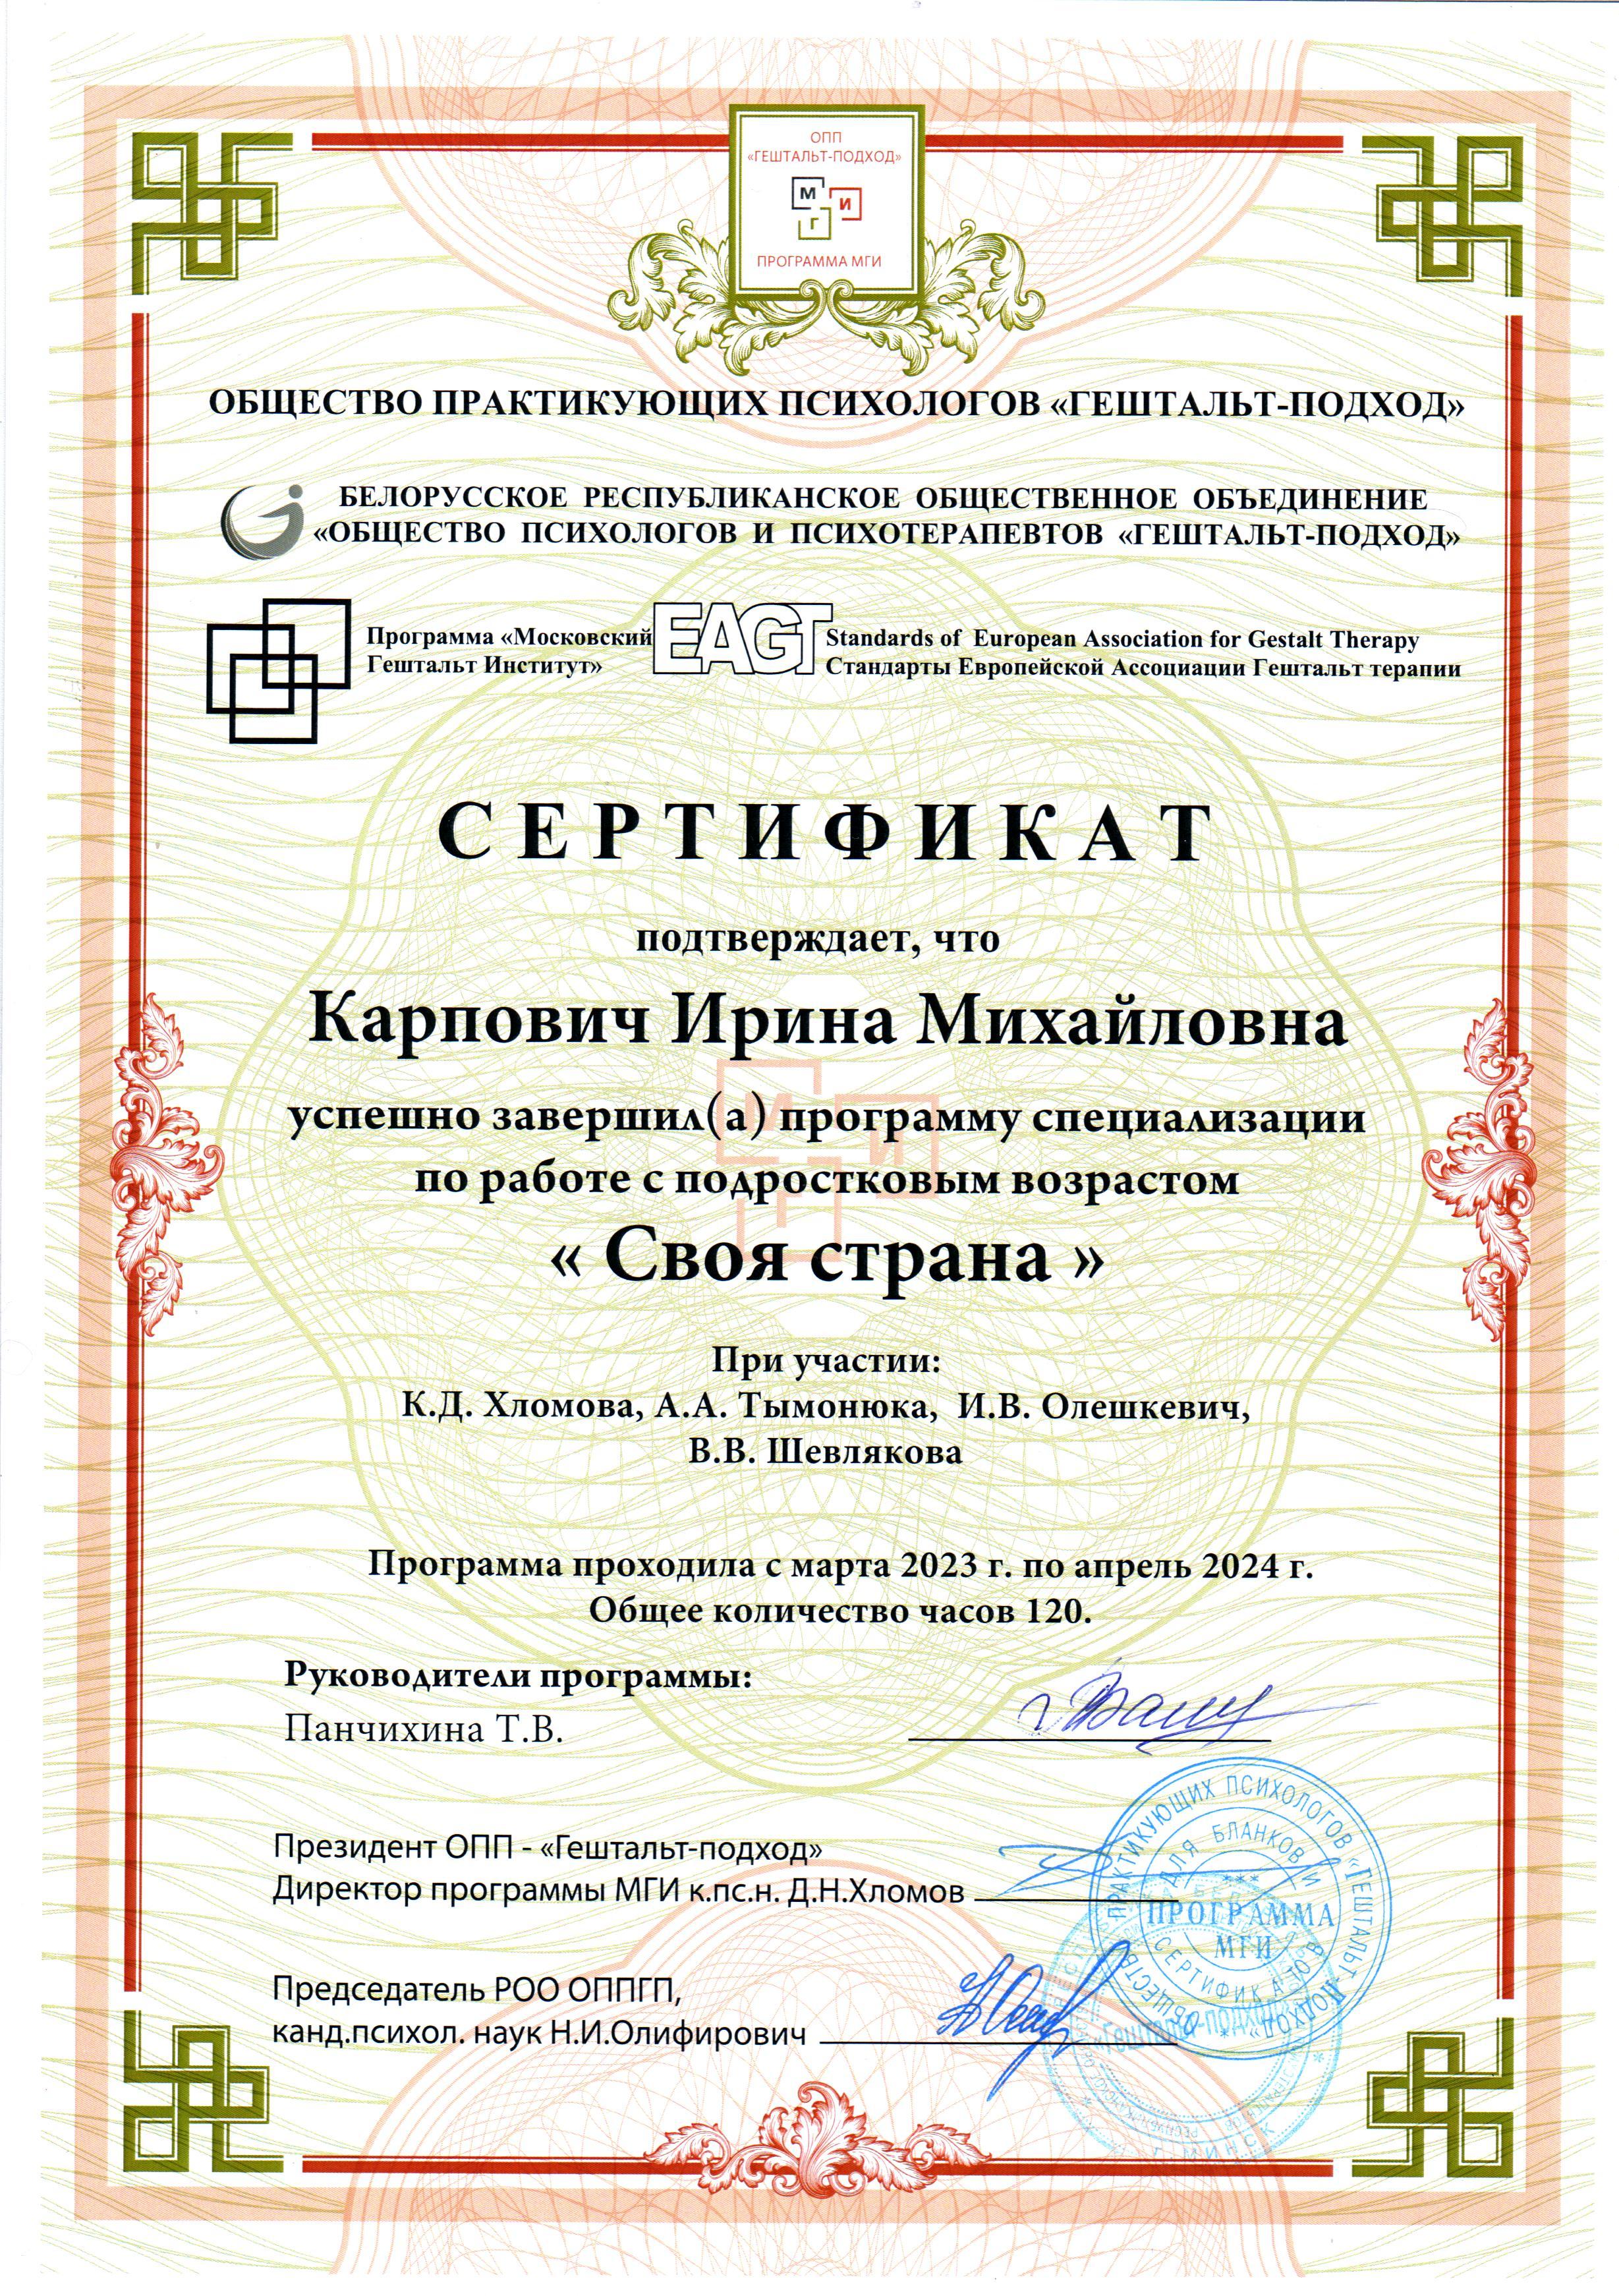 ОПП
«ГЕШТАЛЬТ-ПОДХОД»
М
И
Г
ПРОГРАММА МГИ
ОБЩЕСТВО ПРАКТИКУЮЩИХ ПСИХОЛОГОВ «ГЕШТАЛЬТ-ПОДХОД»
БЕЛОРУССКОЕ РЕСПУБЛИКАНСКОЕ ОБЩЕСТВЕННОЕ ОБЪЕДИНЕНИЕ
«ОБЩЕСТВО ПСИХОЛОГОВ И ПСИХОТЕРАПЕВТОВ «ГЕШТАЛЬТ-ПОДХОД»
Программа «Московский
Гештальт Институт»
EAGT
Standards of European Association for Gestalt Therapy
Стандарты Европейской Ассоциации Гештальт терапии
СЕРТИФИКАТ
подтверждает, что
Карпович Ирина Михайловна
успешно завершил(а) программу специализации
по работе с подростковым возрастом
« Своя страна »
При участии:
К.Д. Хломова, А.А. Тымонюка, И.В. Олешкевич,
В.В. Шевлякова
Программа проходила с марта 2023 г. по апрель 2024 г.
Общее количество часов 120.
Руководители программы:
Панчихина Т.В.
Президент ОПП - «Гештальт-подход»
Директор программы МГИ к.пс.н. Д.Н.Хломов
Председатель РОО ОППГП,
канд.психол. наук Н.И.Олифирович
ОБЩЕСТВО ПРАКТИКУЮЩИХ ПСИХОЛОГОВ «ГЕШТАЛЬТ-ПОДХОД»
ДЛЯ БЛАНКОВ И СЕРТИФИКАТОВ
***
ПРОГРАММА
МГИ
«Гештальт-подход»
Г. МИНСК